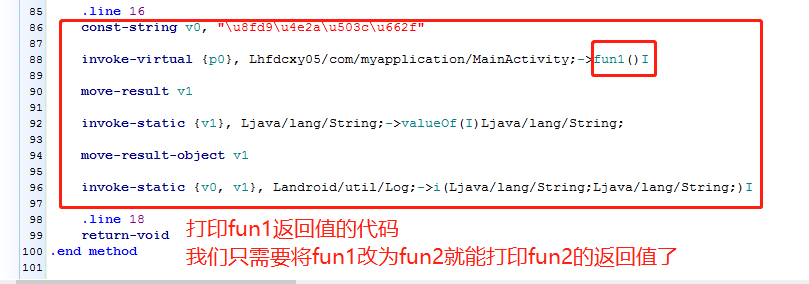 85 .line 16
86 const-string v0, "\u8fd9\u4e2a\u503c\u662f"
87
88 invoke-virtual {p0}, Lhfdcxy05/com/myapplication/MainActivity;->fun1()I
89
90 move-result v1
91
92 invoke-static {v1}, Ljava/lang/String;->valueOf(I)Ljava/lang/String;
93
94 move-result-object v1
95
96 invoke-static {v0, v1}, Landroid/util/Log;->i(Ljava/lang/String;Ljava/lang/String;)I
97
98 .line 18
99 return-void
打印fun1返回值的代码
100 .end method
我们只需要将fun1改为fun2就能打印fun2的返回值了
101